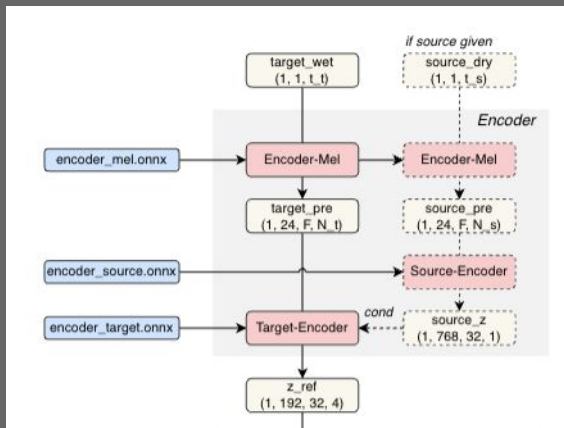 if source given
target_wet
(1, 1, t_t)
source_dry
(1, 1, t_s)
Encoder
encoder_mel.onnx
Encoder-Mel
Encoder-Mel
target_pre
(1, 24, F, N_t)
source_pre
(1, 24, F, N_s)
encoder_source.onnx
Source-Encoder
encoder_target.onnx
Target-Encoder
cond
source_z
(1, 768, 32, 1)
z_ref
(1, 192, 32, 4)